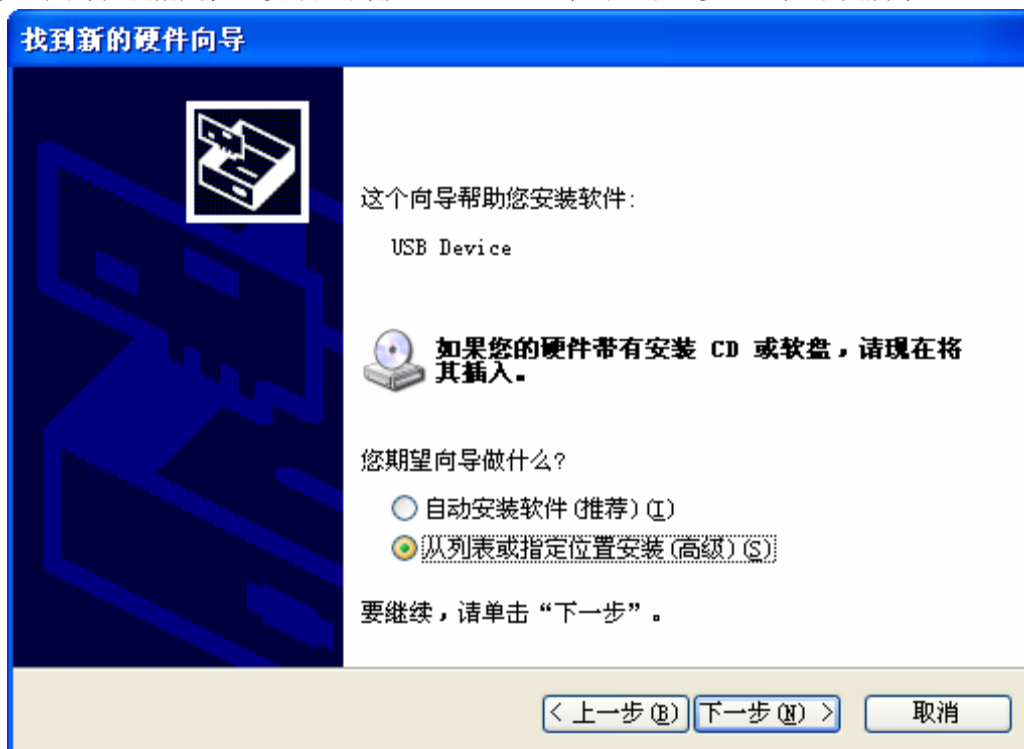 找到新的硬件向导
这个向导帮助您安装软件:
USB Device
如果您的硬件带有安装 CD 或软盘，请现在将
其插入。
您期望向导做什么?
自动安装软件(推荐)(I)
从列表或指定位置安装(高级)(S)
要继续，请单击“下一步”。
< 上一步(B) 下一步(N) > 取消